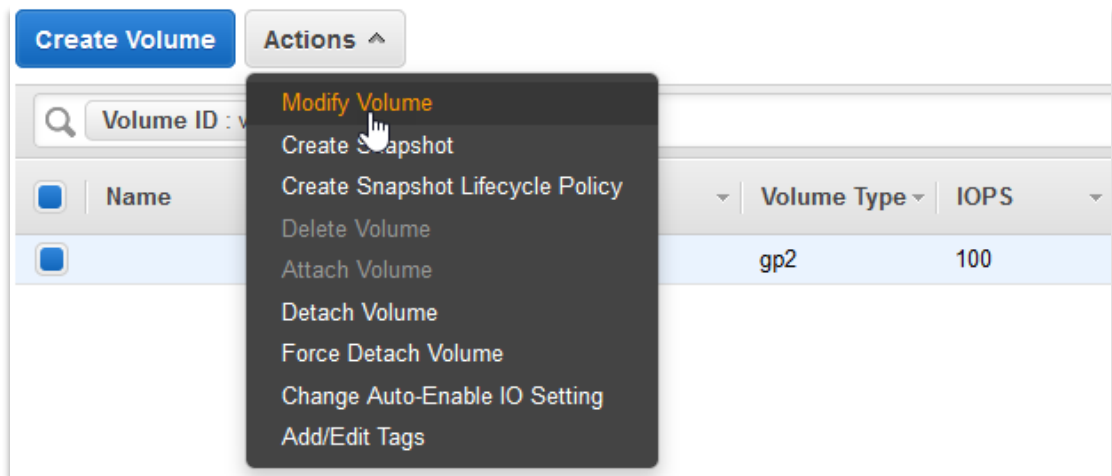 Create Volume Actions
Volume ID : v
Modify Volume
Create Snapshot
Create Snapshot Lifecycle Policy
Delete Volume
Attach Volume
Detach Volume
Force Detach Volume
Change Auto-Enable IO Setting
Add/Edit Tags
Name Volume Type IOPS
gp2 100